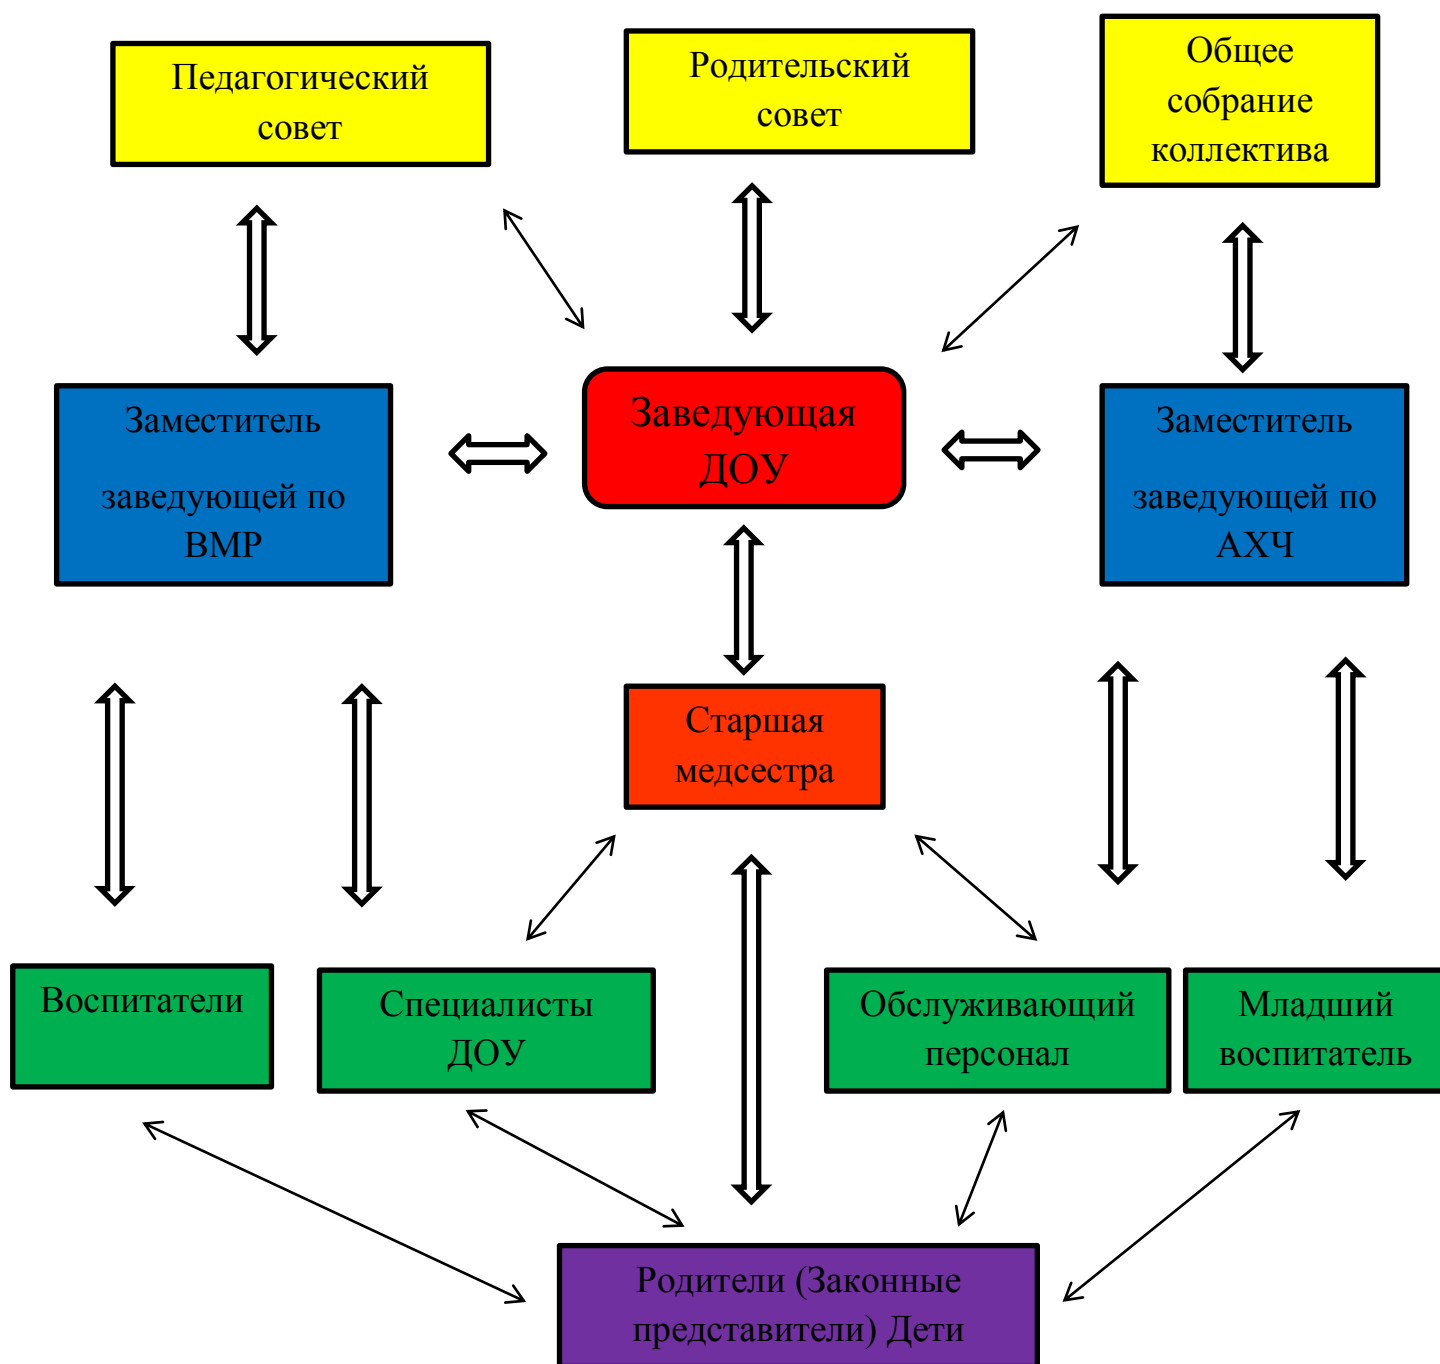 Педагогический
совет
Родительский
совет
Общее
собрание
коллектива
Заместитель
заведующей по
ВМР
Заведующая
ДОУ
Заместитель
заведующей по
АХЧ
Старшая
медсестра
Воспитатели
Специалисты
ДОУ
Обслуживающий
персонал
Младший
воспитатель
Родители (Законные
представители) Дети